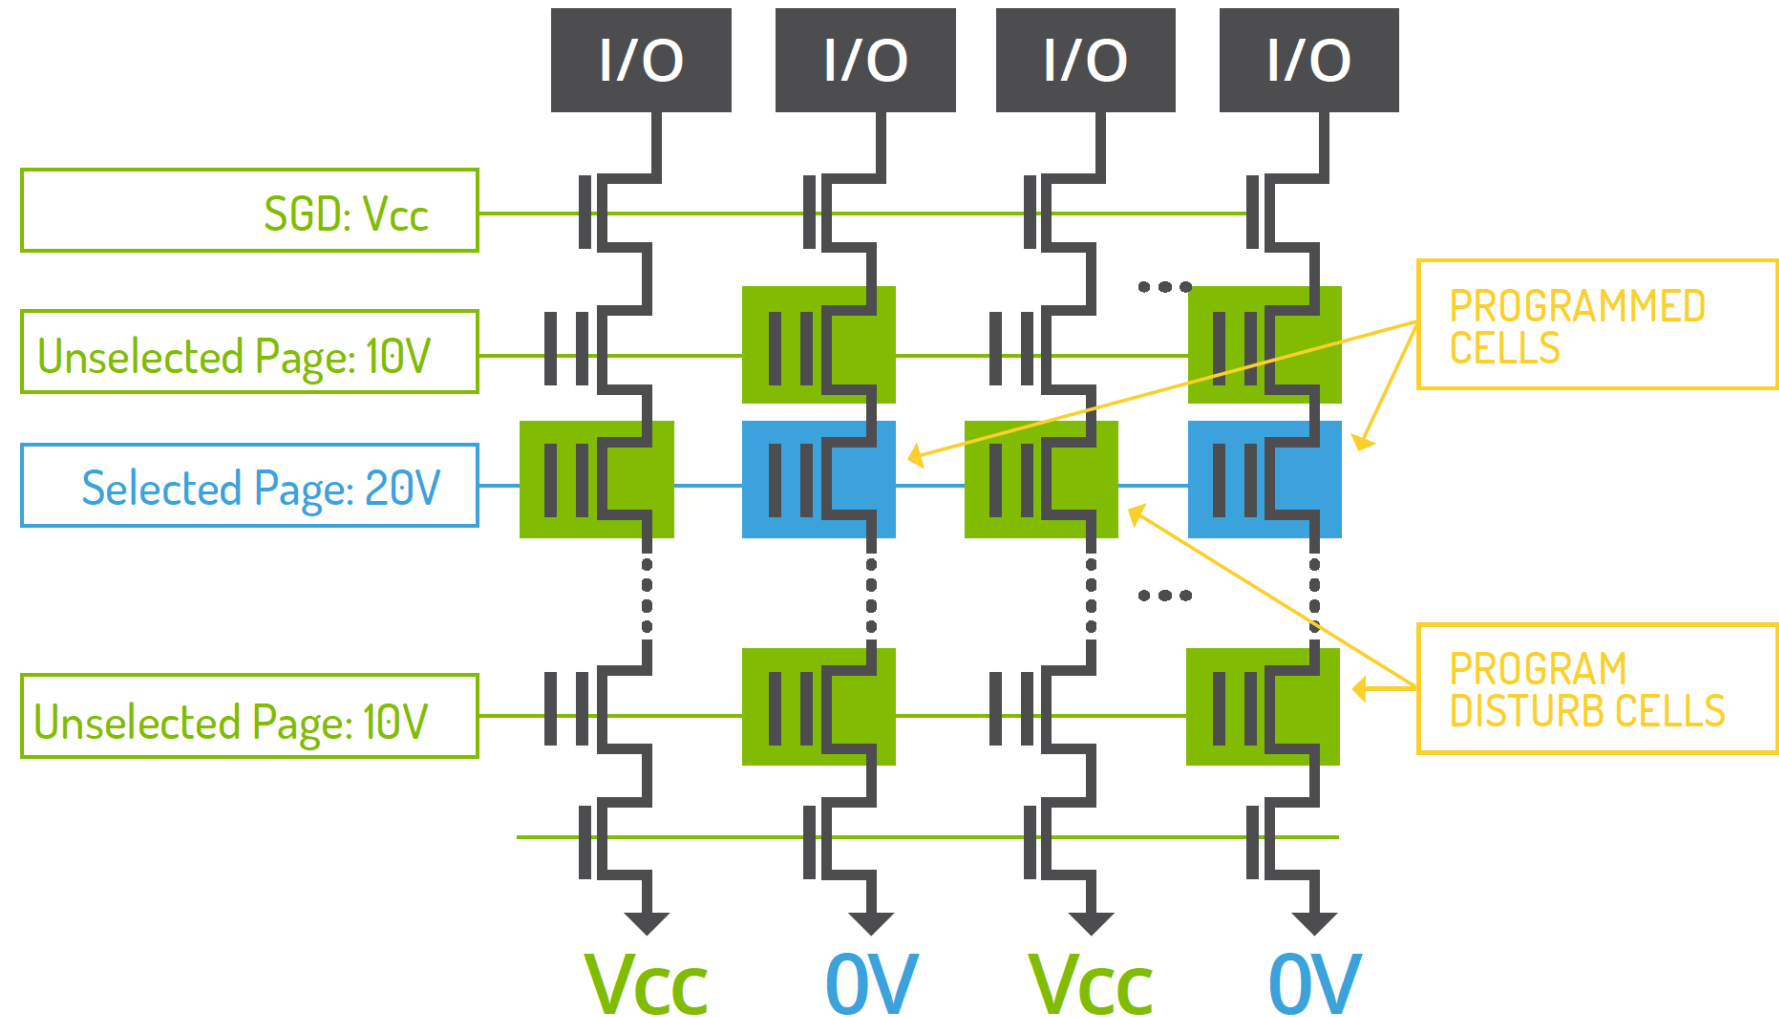 I/O I/O I/O I/O
SGD: Vcc
Unselected Page: 10V
PROGRAMMED
CELLS
Selected Page: 20V
Unselected Page: 10V
PROGRAM
DISTURB CELLS
Vcc 0V Vcc 0V